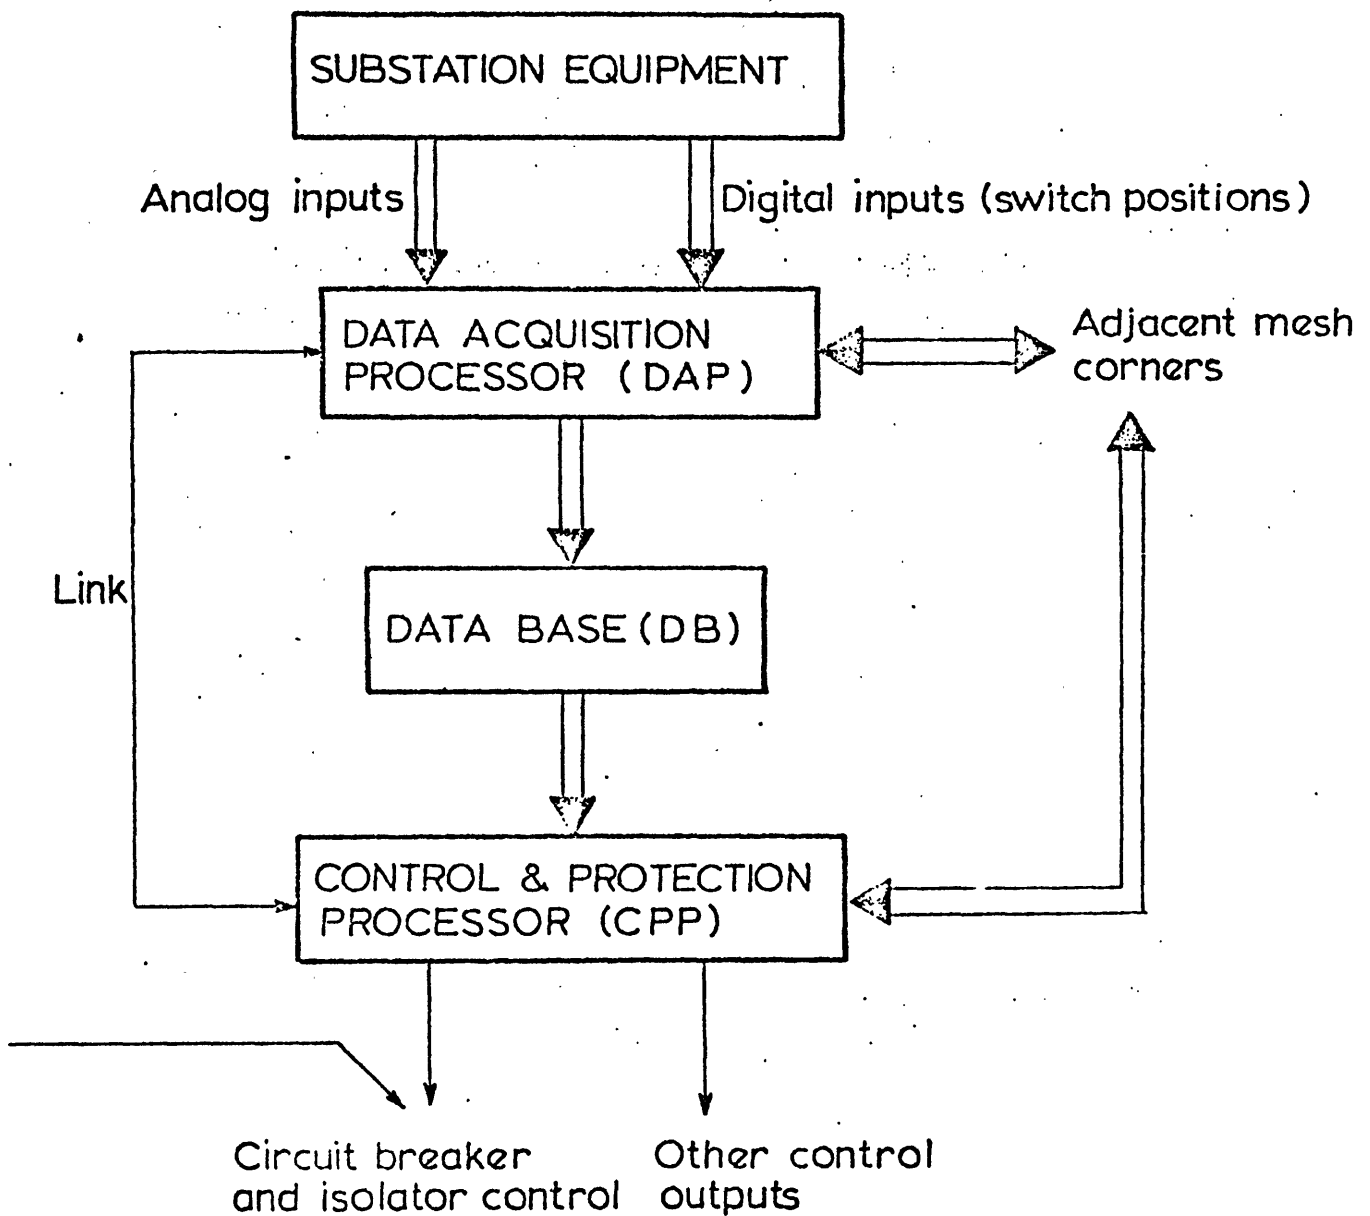 SUBSTATION EQUIPMENT
Analog inputs
Digital inputs (switch positions)
DATA ACQUISITION
PROCESSOR (DAP)
Adjacent mesh
corners
Link
DATA BASE (DB)
CONTROL & PROTECTION
PROCESSOR (CPP)
Circuit breaker
and isolator control
Other control
outputs